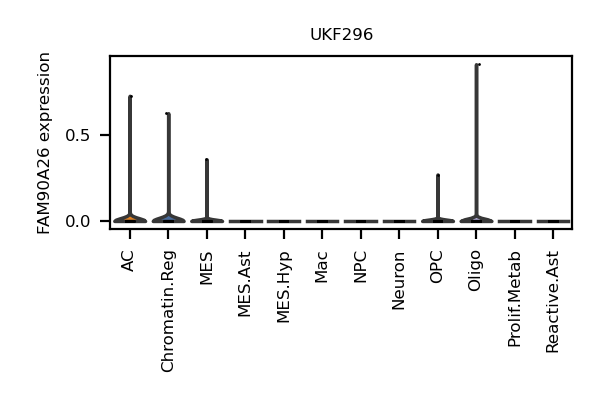 UKF296
FAM90A26 expression
0.5
0.0
AC
Chromatin.Reg
MES
MES.Ast
MES.Hyp
Mac
NPC
Neuron
OPC
Oligo
Prolif.Metab
Reactive.Ast